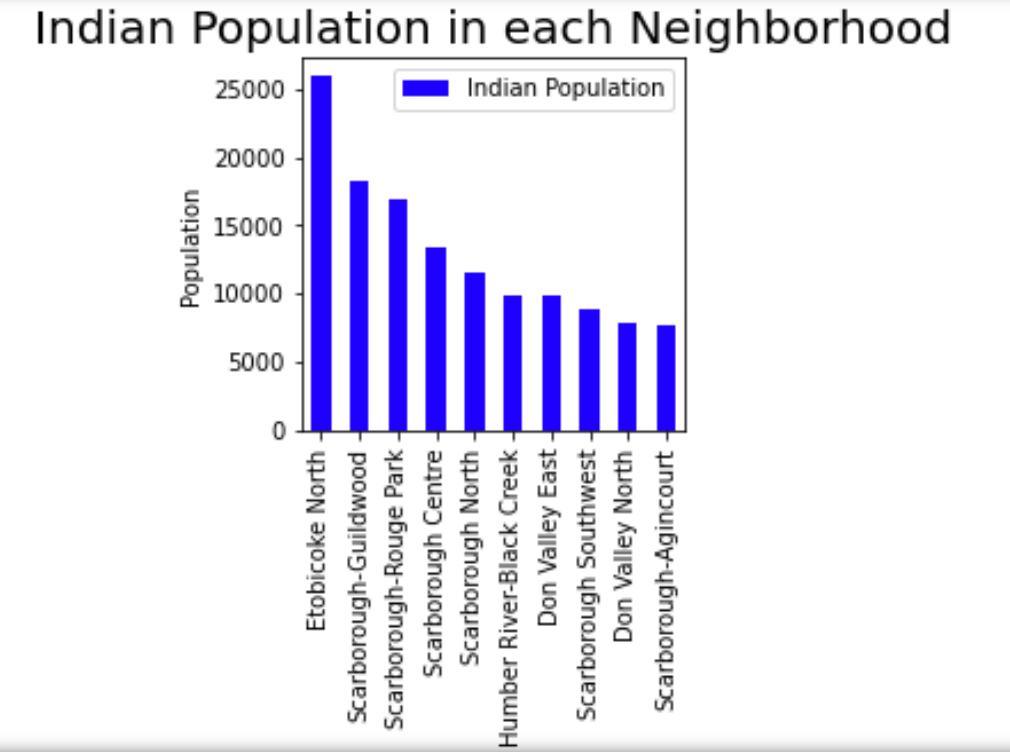 Indian Population in each Neighborhood
Indian Population
25000
20000
15000
10000
5000
0
Population
Etobicoke North
Scarborough-Guildwood
Scarborough-Rouge Park
Scarborough Centre
Scarborough North
Humber River-Black Creek
Don Valley East
Scarborough Southwest
Don Valley North
Scarborough-Agincourt